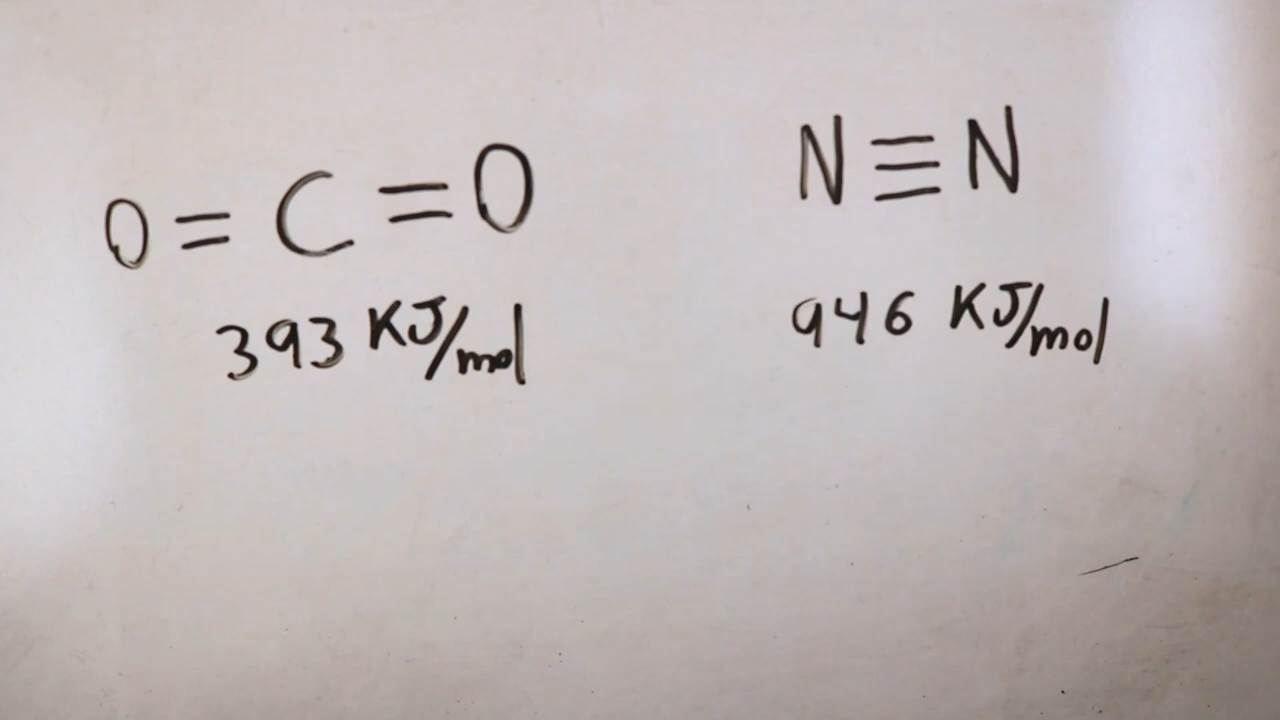 O = C = O
393 KJ/mol
N ≡ N
946 KJ/mol